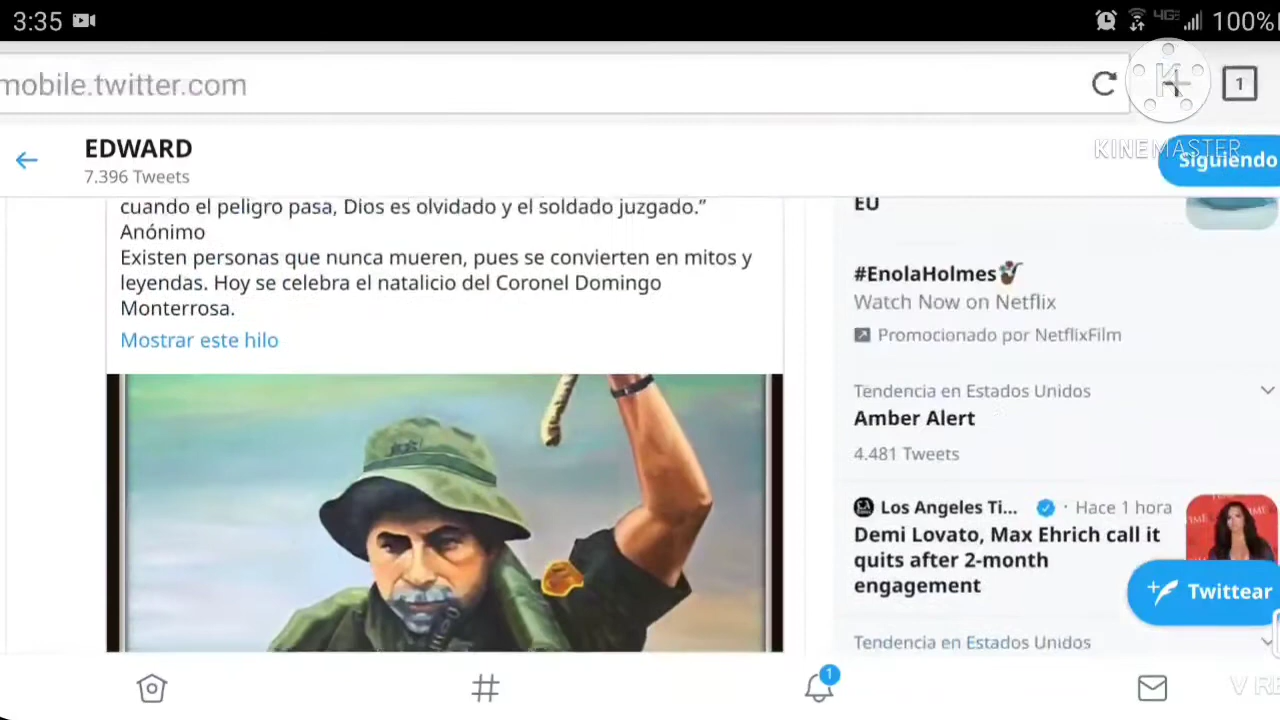 3:35
4GE
100%
mobile.twitter.com
1
K
KINEMASTER
EDWARD
7.396 Tweets
Siguiendo
cuando el peligro pasa, Dios es olvidado y el soldado juzgado.”
Anónimo
Existen personas que nunca mueren, pues se convierten en mitos y
leyendas. Hoy se celebra el natalicio del Coronel Domingo
Monterrosa.
Mostrar este hilo
EU
#EnolaHolmes
Watch Now on Netflix
Promocionado por NetflixFilm
Tendencia en Estados Unidos
Amber Alert
4.481 Tweets
Los Angeles Ti... · Hace 1 hora
Demi Lovato, Max Ehrich call it
quits after 2-month
engagement
Twittear
Tendencia en Estados Unidos
1